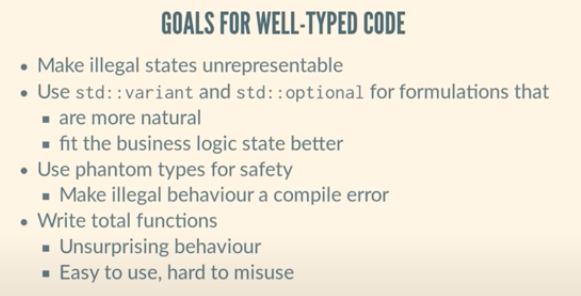 GOALS FOR WELL-TYPED CODE
• Make illegal states unrepresentable
• Use std::variant and std::optional for formulations that
▪ are more natural
▪ fit the business logic state better
• Use phantom types for safety
▪ Make illegal behaviour a compile error
• Write total functions
▪ Unsurprising behaviour
▪ Easy to use, hard to misuse